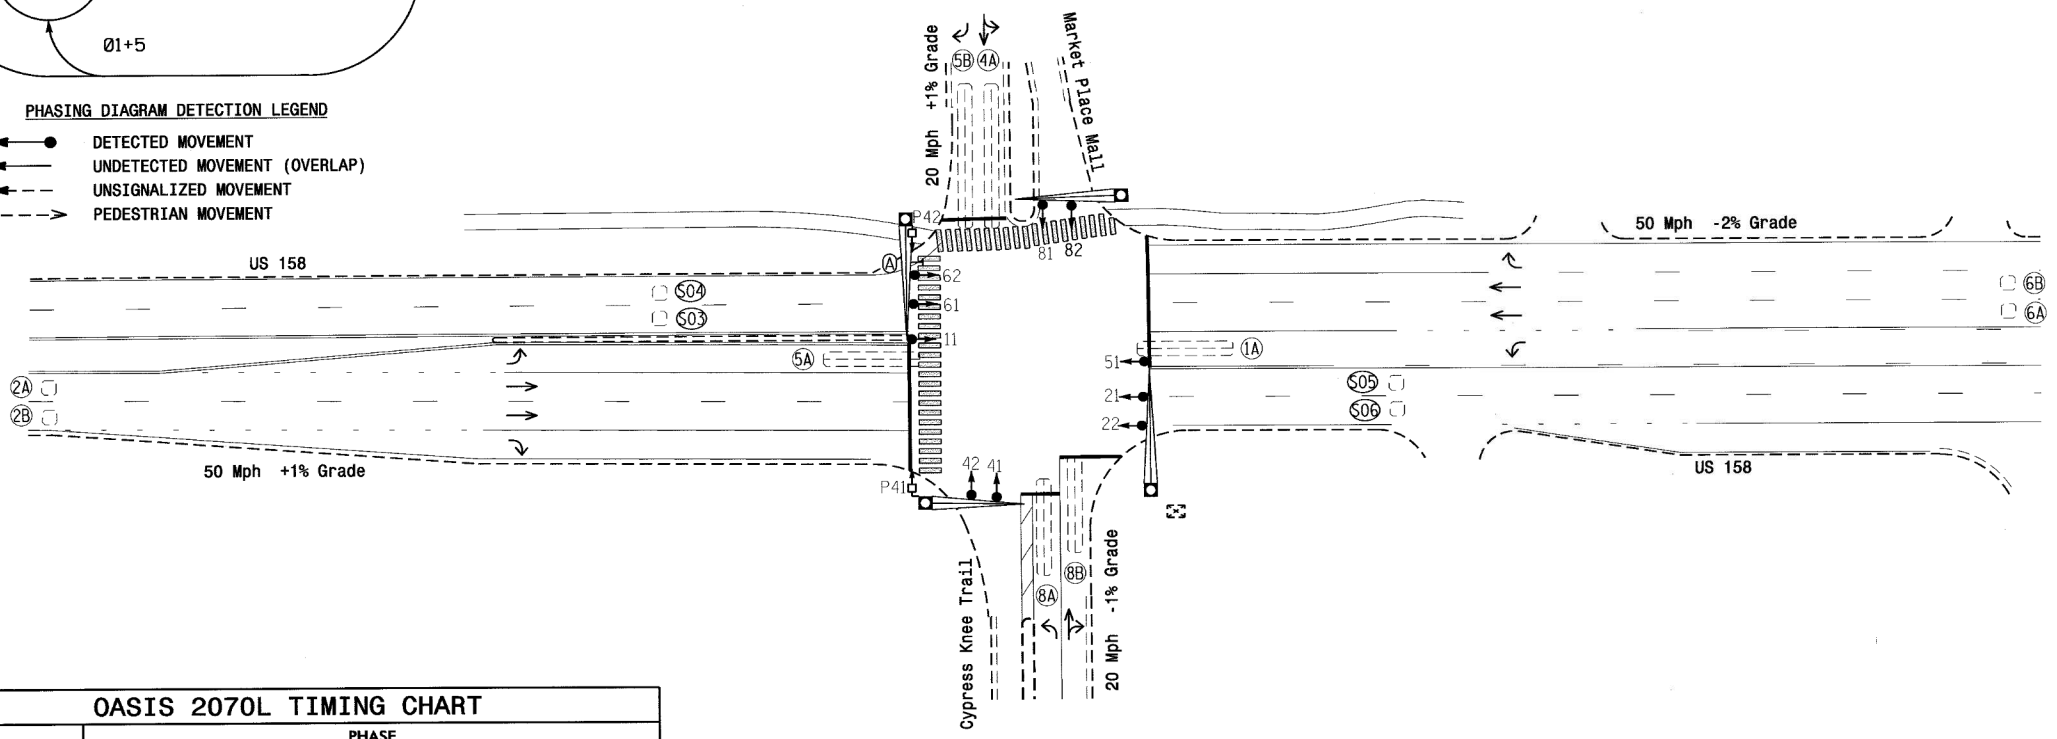 Ø1+5
PHASING DIAGRAM DETECTION LEGEND
DETECTED MOVEMENT
UNDETECTED MOVEMENT (OVERLAP)
UNSIGNALIZED MOVEMENT
PEDESTRIAN MOVEMENT
20 Mph +1% Grade
5B 4A
Market Place Mall
P42
81 82
50 Mph -2% Grade
US 158
A
62
S04
61
S03
11
6B
6A
5A
1A
51
2A
2B
S05
21
S06
22
50 Mph +1% Grade
US 158
42 41
P41
8B
8A
Cypress Knee Trail
20 Mph -1% Grade
OASIS 2070L TIMING CHART
PHASE